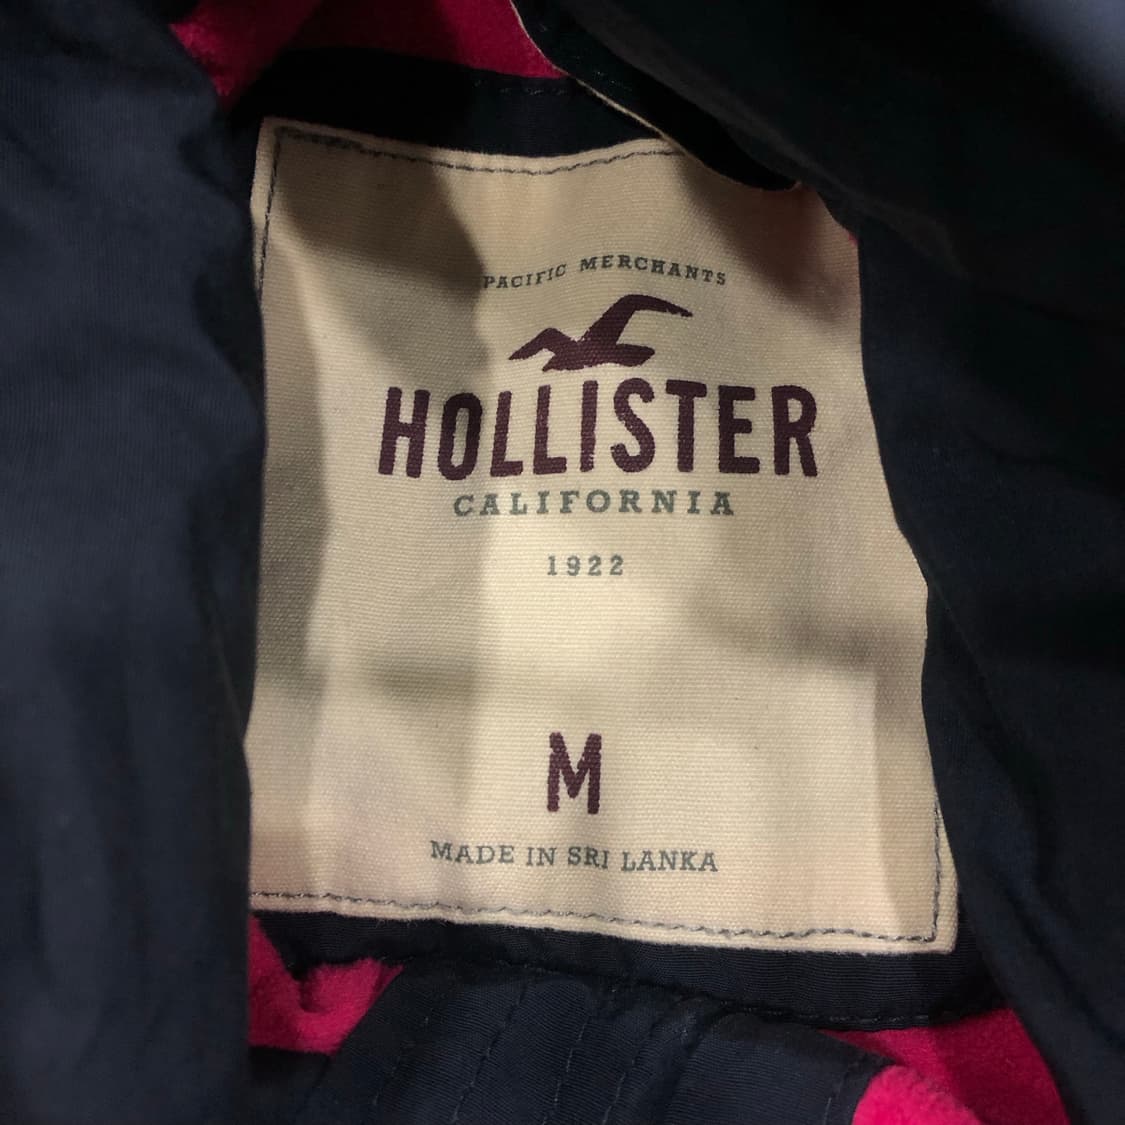 PACIFIC MERCHANTS
HOLLISTER
CALIFORNIA
1922
M
MADE IN SRI LANKA